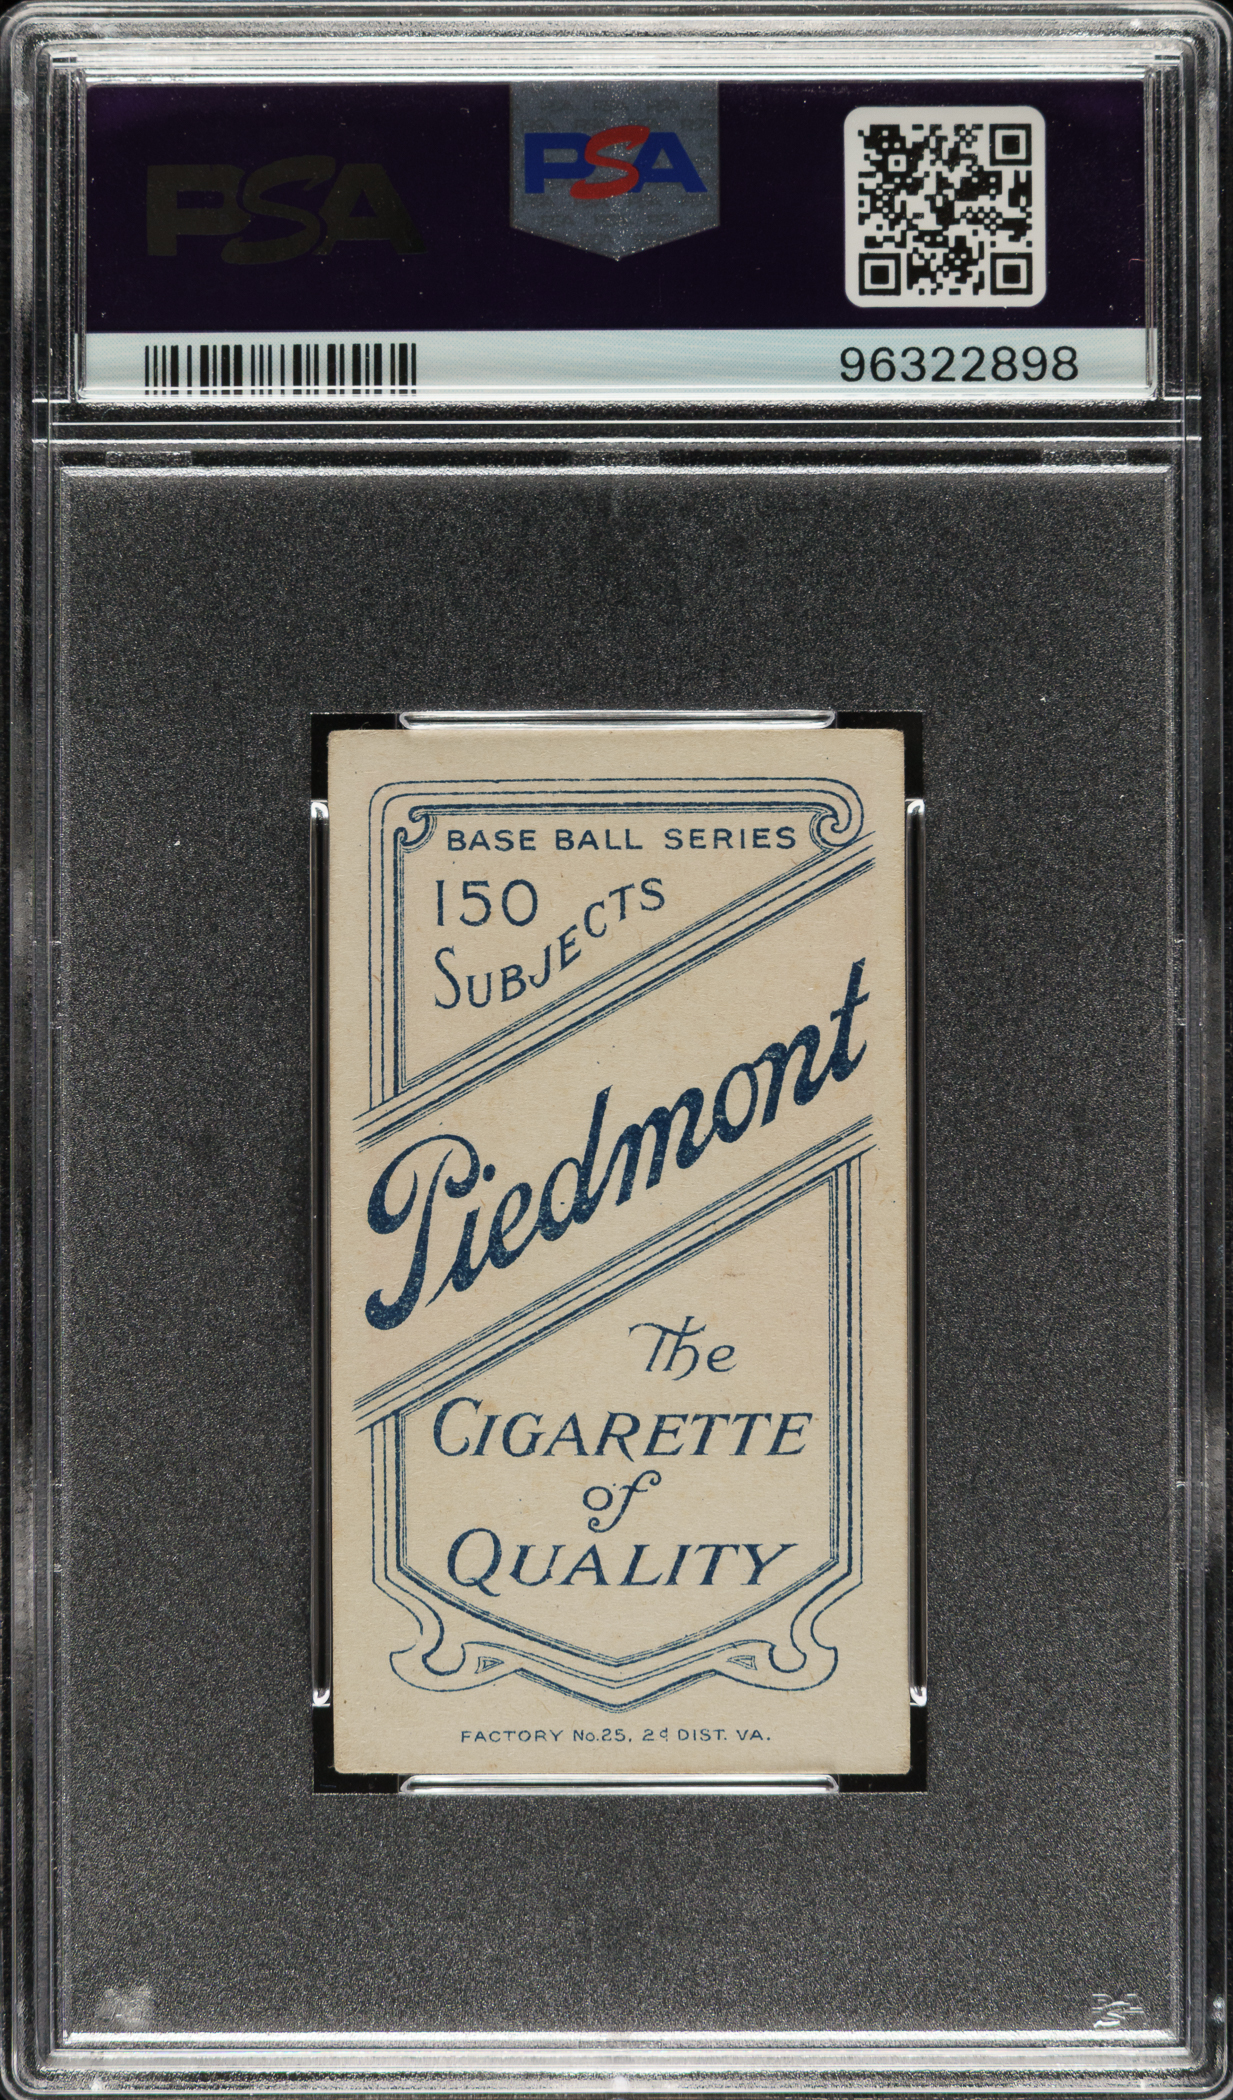 PSA
PSA
96322898
BASE BALL SERIES
150
SUBJECTS
Piedmont
The
CIGARETTE
of
QUALITY
FACTORY No.25, 2d DIST. VA.